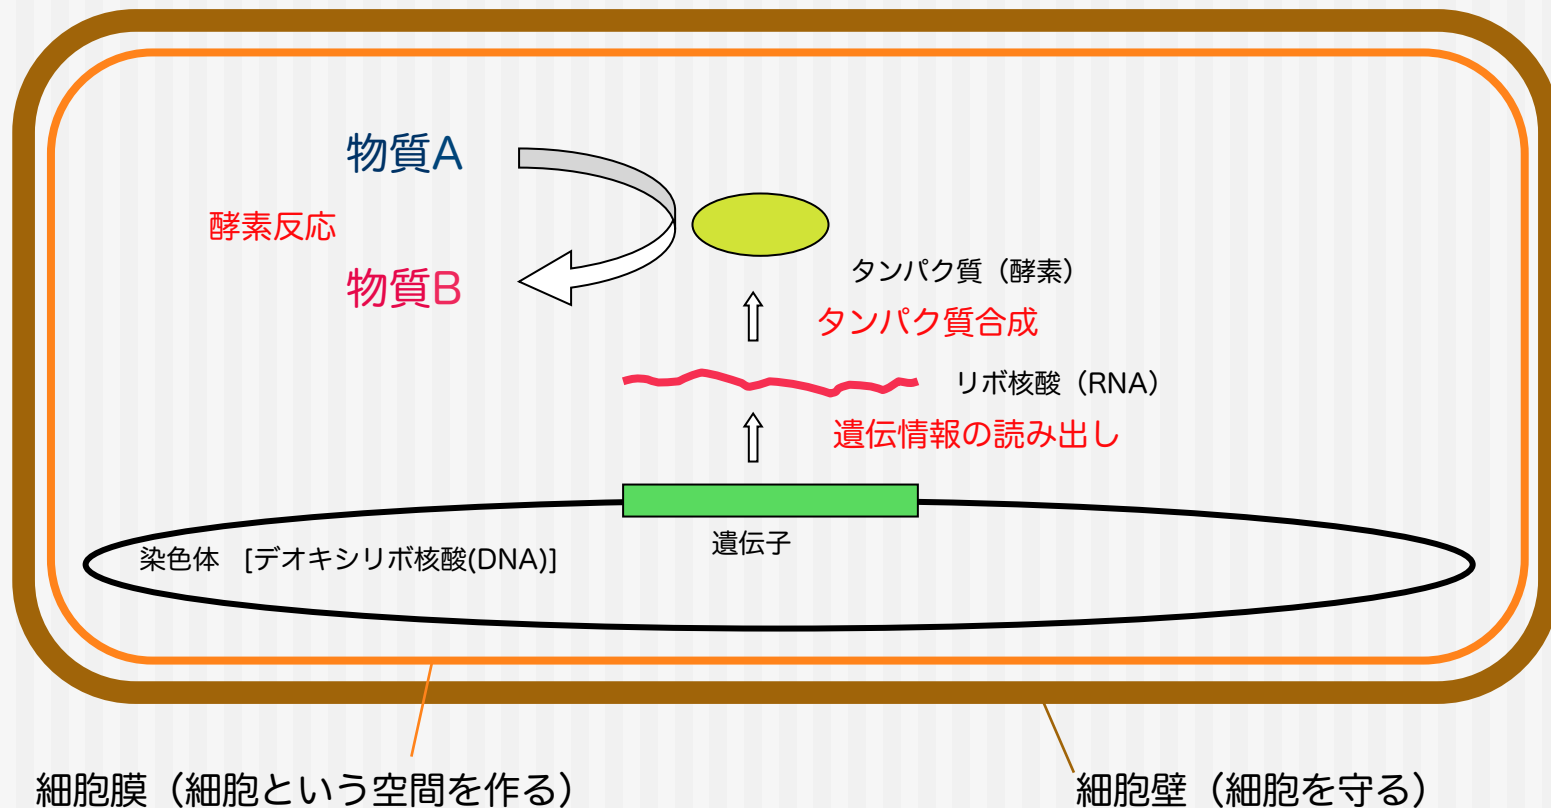 物質A
酵素反応
物質B
タンパク質（酵素）
タンパク質合成
リボ核酸（RNA）
遺伝情報の読み出し
遺伝子
染色体　[デオキシリボ核酸(DNA)]
細胞膜（細胞という空間を作る）
細胞壁（細胞を守る）